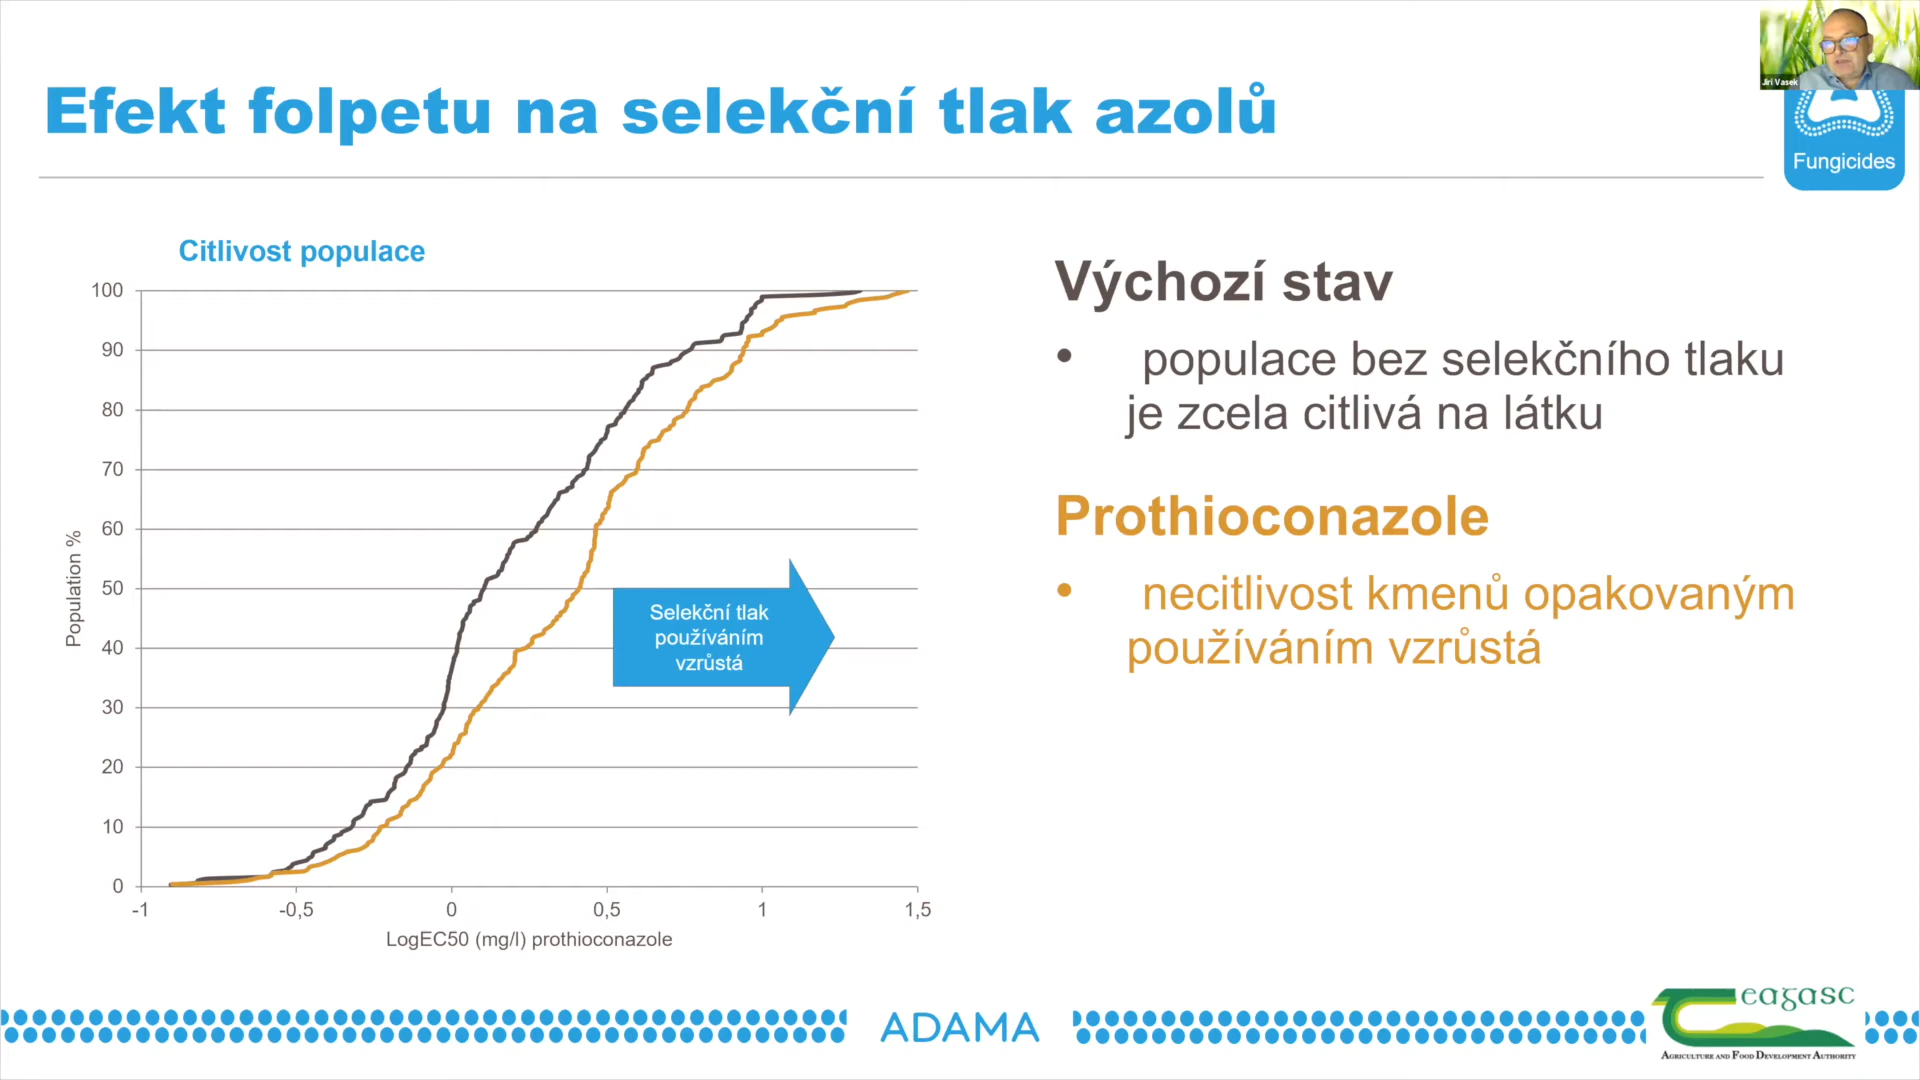 Jiri Vasek
Efekt folpetu na selekční tlak azolů
Fungicides
Citlivost populace
100
90
80
70
60
50
40
30
20
10
0
Population %
-1
-0,5
0
0,5
1
1,5
LogEC50 (mg/l) prothioconazole
Selekční tlak
používáním
vzrůstá
Výchozí stav
• populace bez selekčního tlaku
je zcela citlivá na látku
Prothioconazole
• necitlivost kmenů opakovaným
používáním vzrůstá
ADAMA
eagasc
AGRICULTURE AND FOOD DEVELOPMENT AUTHORITY